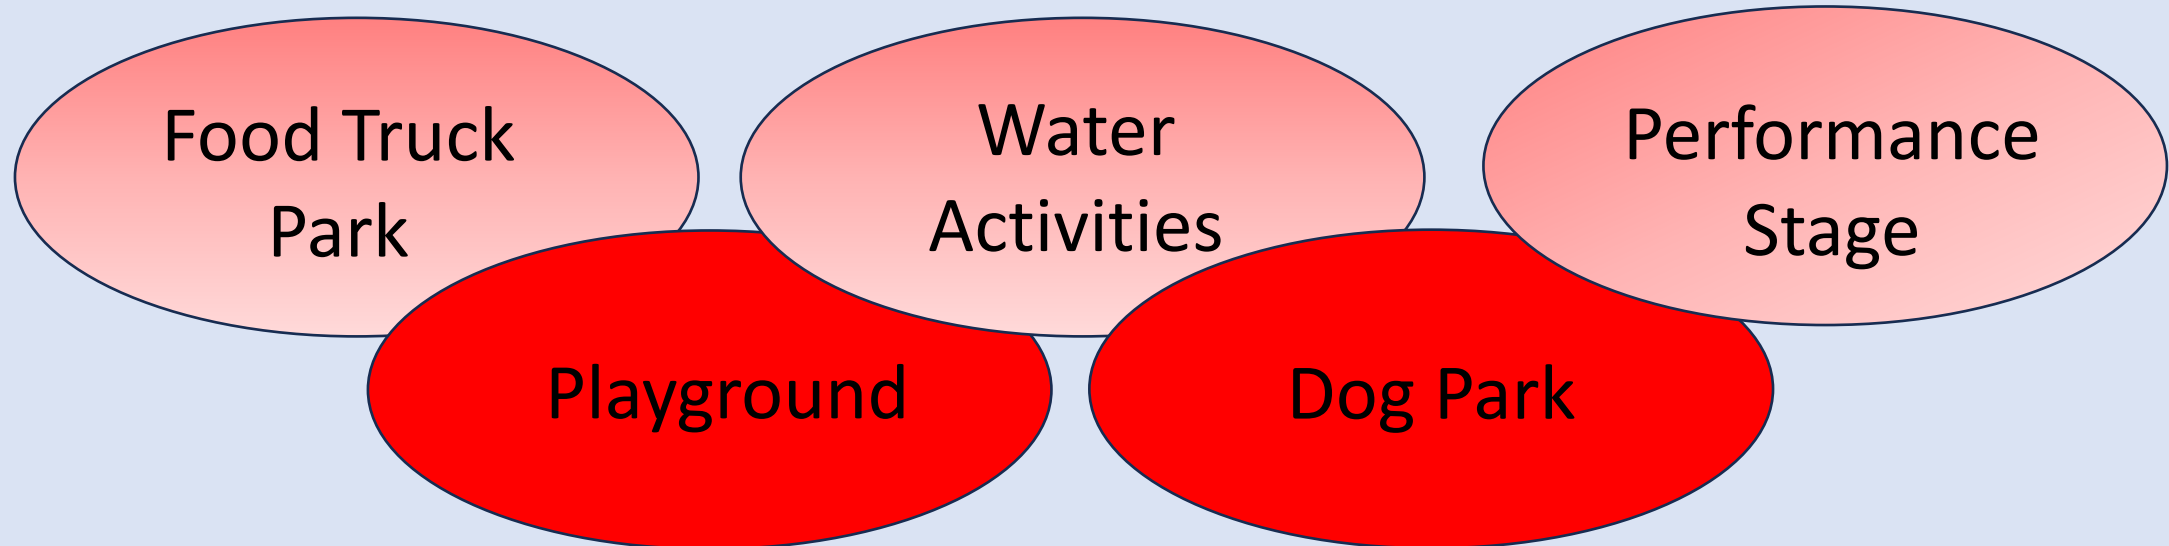 Food Truck
Park
Water
Activities
Performance
Stage
Playground
Dog Park